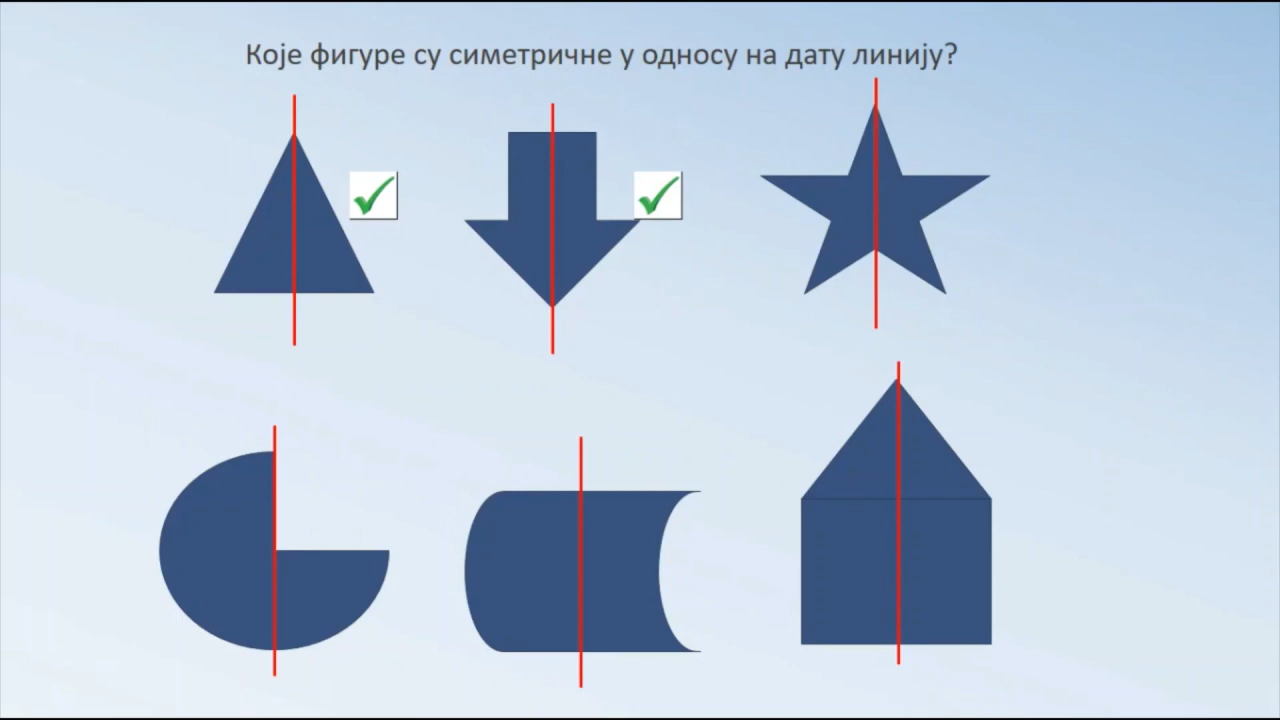 Које фигуре су симетричне у односу на дату линију?